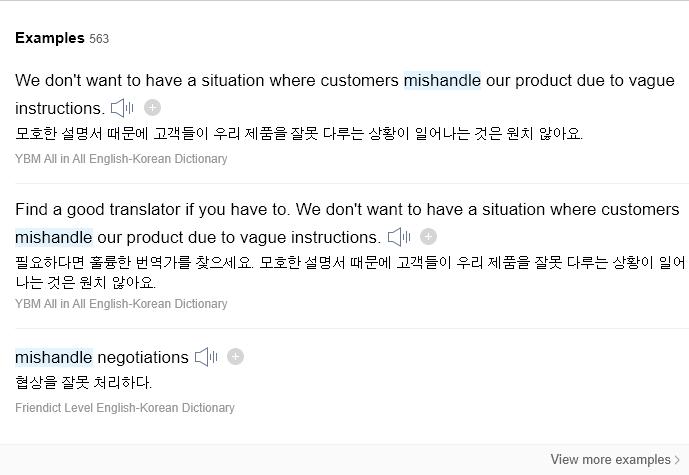 Examples 563
We don't want to have a situation where customers mishandle our product due to vague
instructions.
모호한 설명서 때문에 고객들이 우리 제품을 잘못 다루는 상황이 일어나는 것은 원치 않아요.
YBM All in All English-Korean Dictionary
Find a good translator if you have to. We don't want to have a situation where customers
mishandle our product due to vague instructions.
필요하다면 훌륭한 번역가를 찾으세요. 모호한 설명서 때문에 고객들이 우리 제품을 잘못 다루는 상황이 일어
나는 것은 원치 않아요.
YBM All in All English-Korean Dictionary
mishandle negotiations
협상을 잘못 처리하다.
Friendict Level English-Korean Dictionary
View more examples